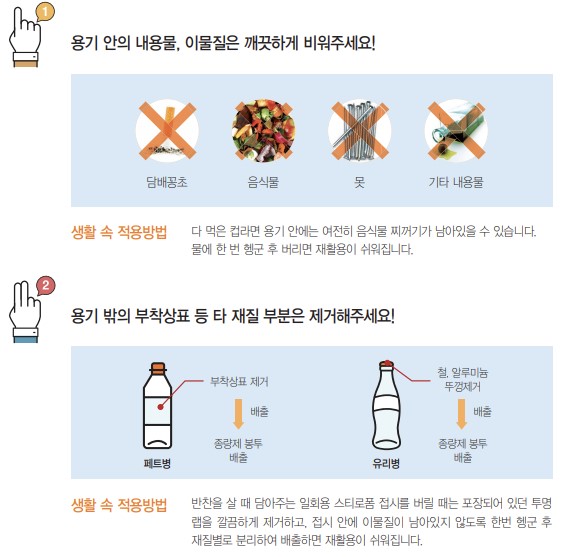 1
용기 안의 내용물, 이물질은 깨끗하게 비워주세요!
담배꽁초
음식물
못
기타 내용물
생활 속 적용방법
다 먹은 컵라면 용기 안에는 여전히 음식물 찌꺼기가 남아있을 수 있습니다.
물에 한 번 헹군 후 버리면 재활용이 쉬워집니다.
2
용기 밖의 부착상표 등 타 재질 부분은 제거해주세요!
부착상표 제거
배출
종량제 봉투
배출
페트병
철, 알루미늄
뚜껑제거
배출
종량제 봉투
배출
유리병
생활 속 적용방법
반찬을 살 때 담아주는 일회용 스티로폼 접시를 버릴 때는 포장되어 있던 투명
랩을 깔끔하게 제거하고, 접시 안에 이물질이 남아있지 않도록 한번 헹군 후
재질별로 분리하여 배출하면 재활용이 쉬워집니다.